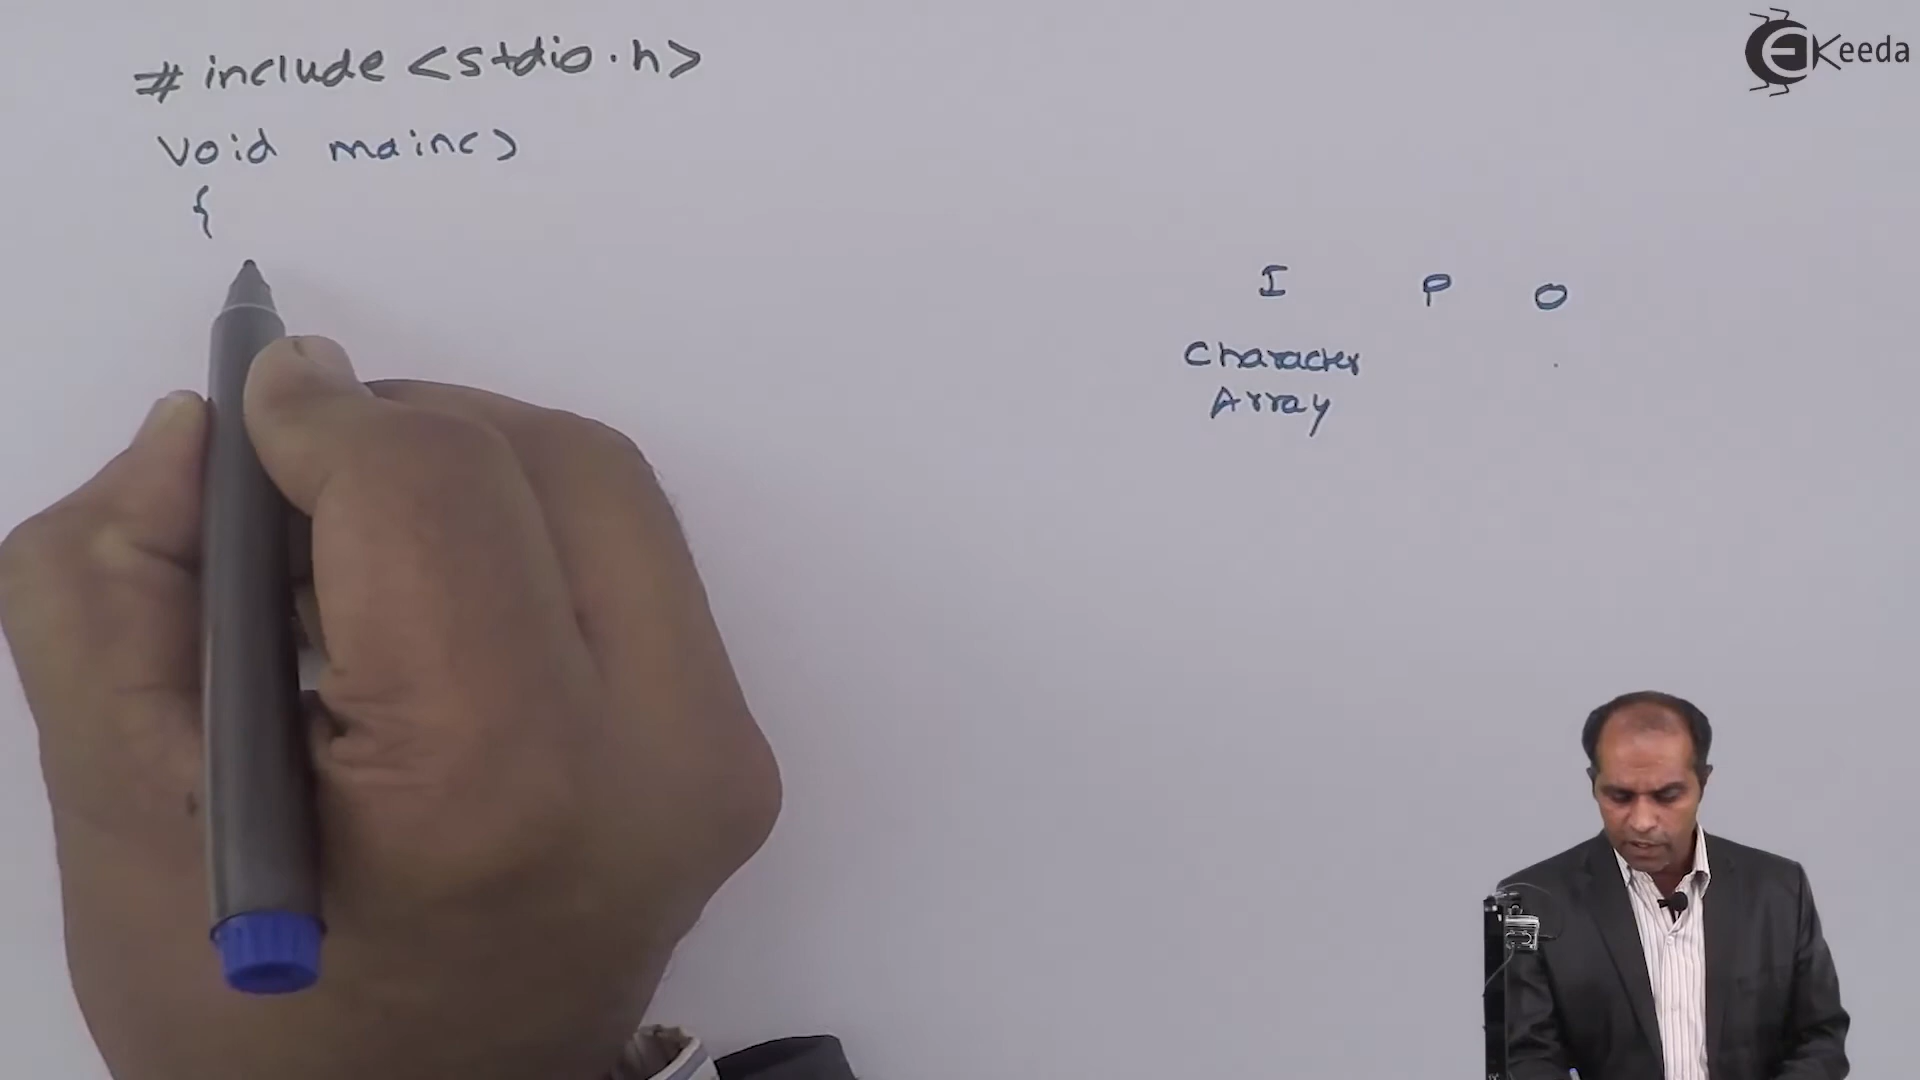 #include <stdio.h>
void main()
{
I P O
Character
Array
EKeeda